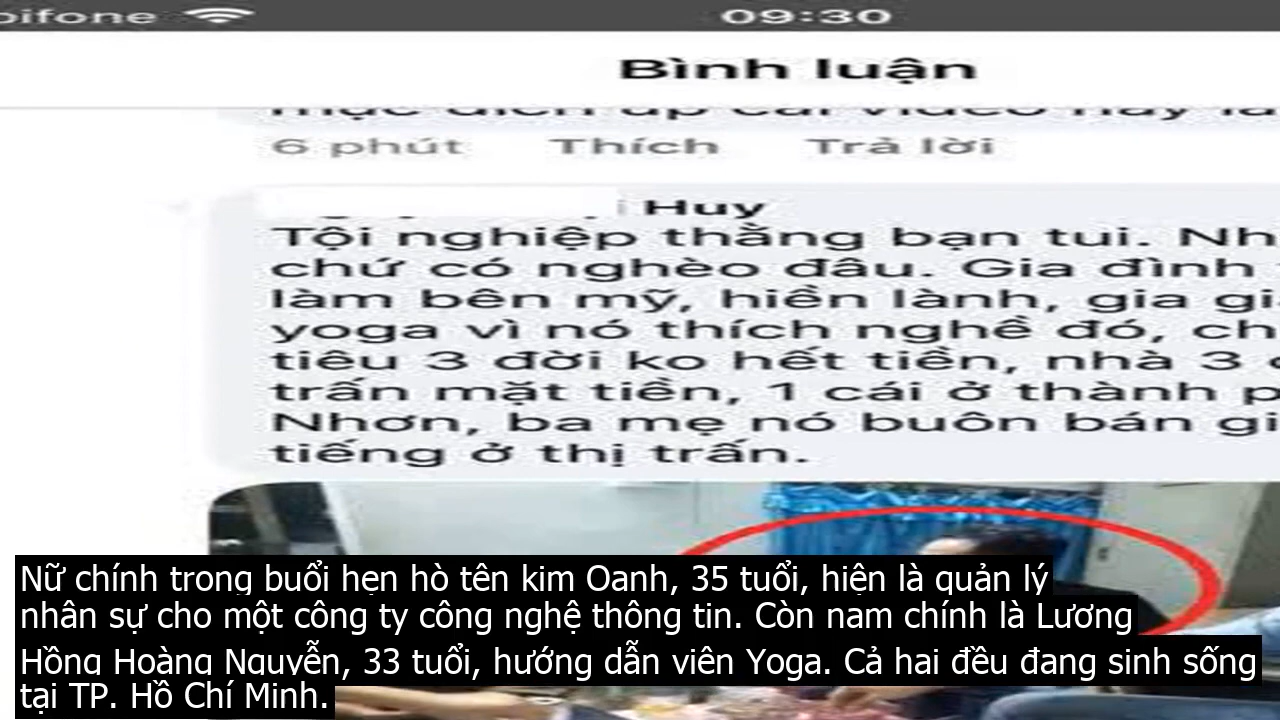 09:30
Bình luận
6 phút Thích Trả lời
Huy
Tội nghiệp thằng bạn tui.
chứ có nghèo đâu. Gia đình
làm bên mỹ, hiền lành, gia
yoga vì nó thích nghề đó,
tiêu 3 đời ko hết tiền, nhà 3
trấn mặt tiền, 1 cái ở thành
Nhơn, ba mẹ nó buôn bán
tiếng ở thị trấn.
Nữ chính trong buổi hẹn hò tên kim Oanh, 35 tuổi, hiện là quản lý
nhân sự cho một công ty công nghệ thông tin. Còn nam chính là Lương
Hồng Hoàng Nguyễn, 33 tuổi, hướng dẫn viên Yoga. Cả hai đều đang sinh sống
tại TP. Hồ Chí Minh.